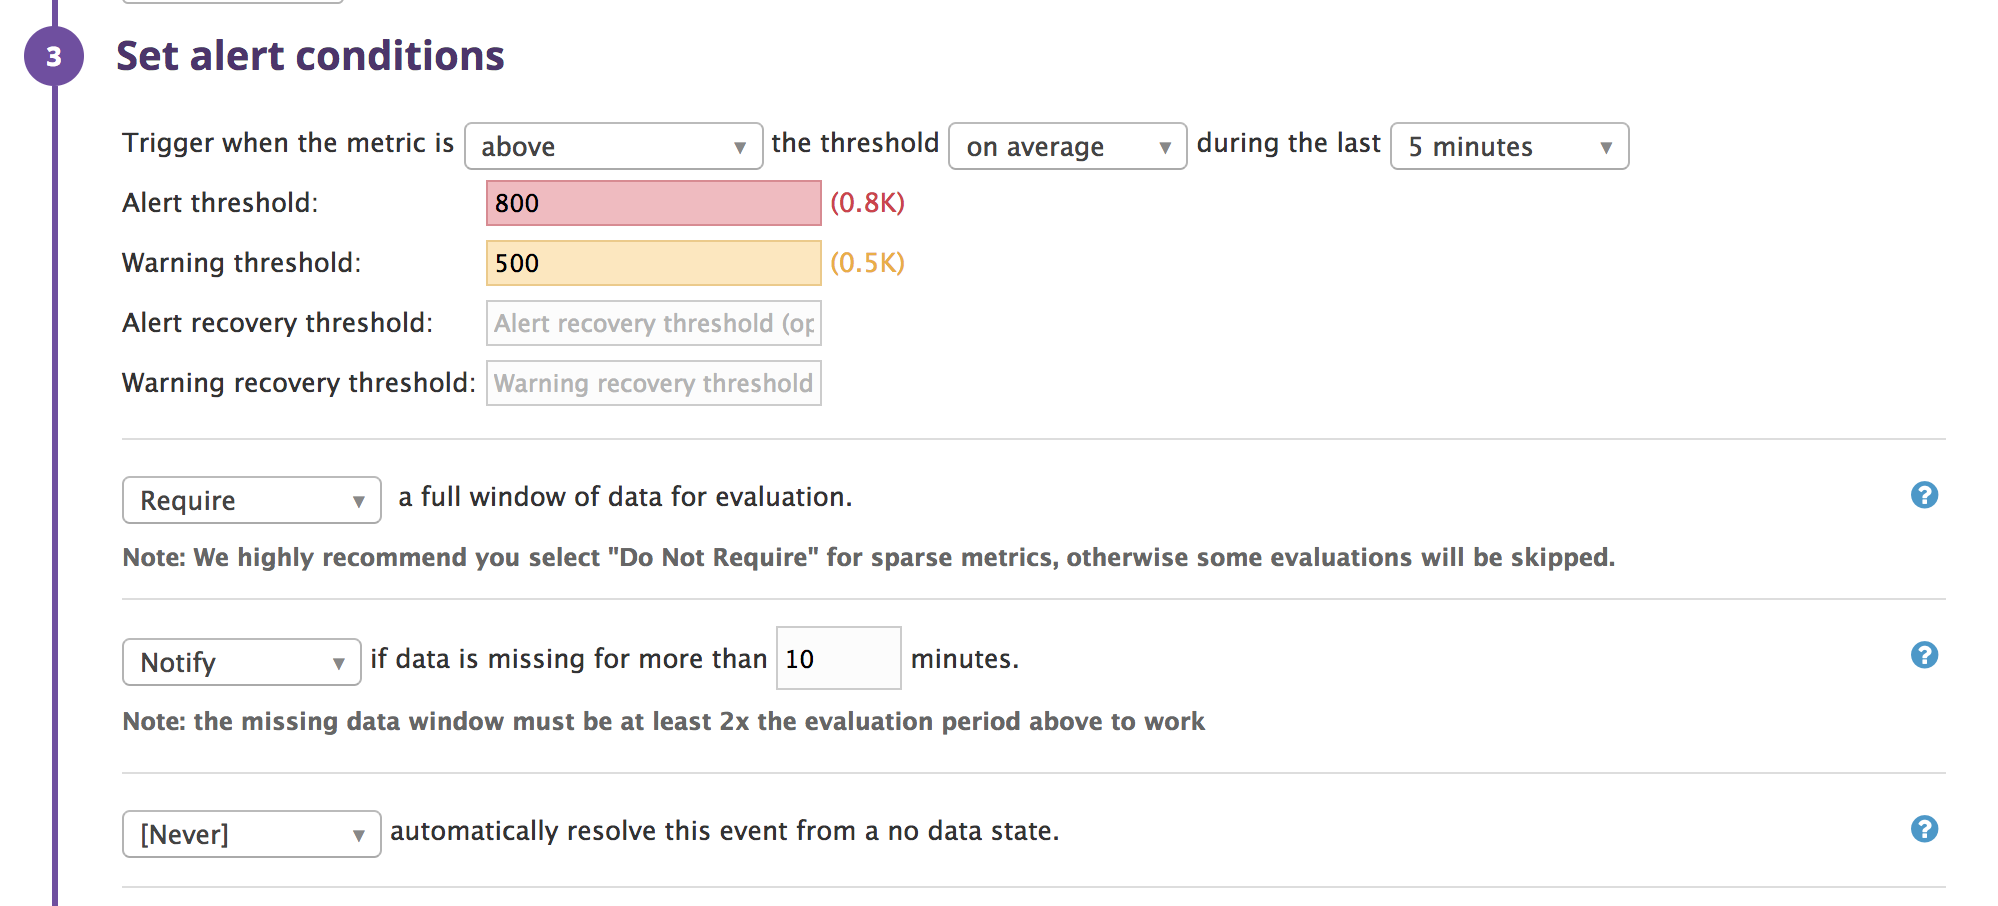 3 Set alert conditions
Trigger when the metric is above the threshold on average during the last 5 minutes
Alert threshold: 800 (0.8K)
Warning threshold: 500 (0.5K)
Alert recovery threshold: Alert recovery threshold (op
Warning recovery threshold: Warning recovery threshold
Require a full window of data for evaluation. ?
Note: We highly recommend you select "Do Not Require" for sparse metrics, otherwise some evaluations will be skipped.
Notify if data is missing for more than 10 minutes. ?
Note: the missing data window must be at least 2x the evaluation period above to work
[Never] automatically resolve this event from a no data state. ?